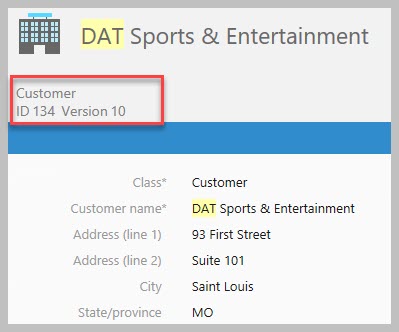 DAT Sports & Entertainment
Customer
ID 134 Version 10
Class* Customer
Customer name* DAT Sports & Entertainment
Address (line 1) 93 First Street
Address (line 2) Suite 101
City Saint Louis
State/province MO